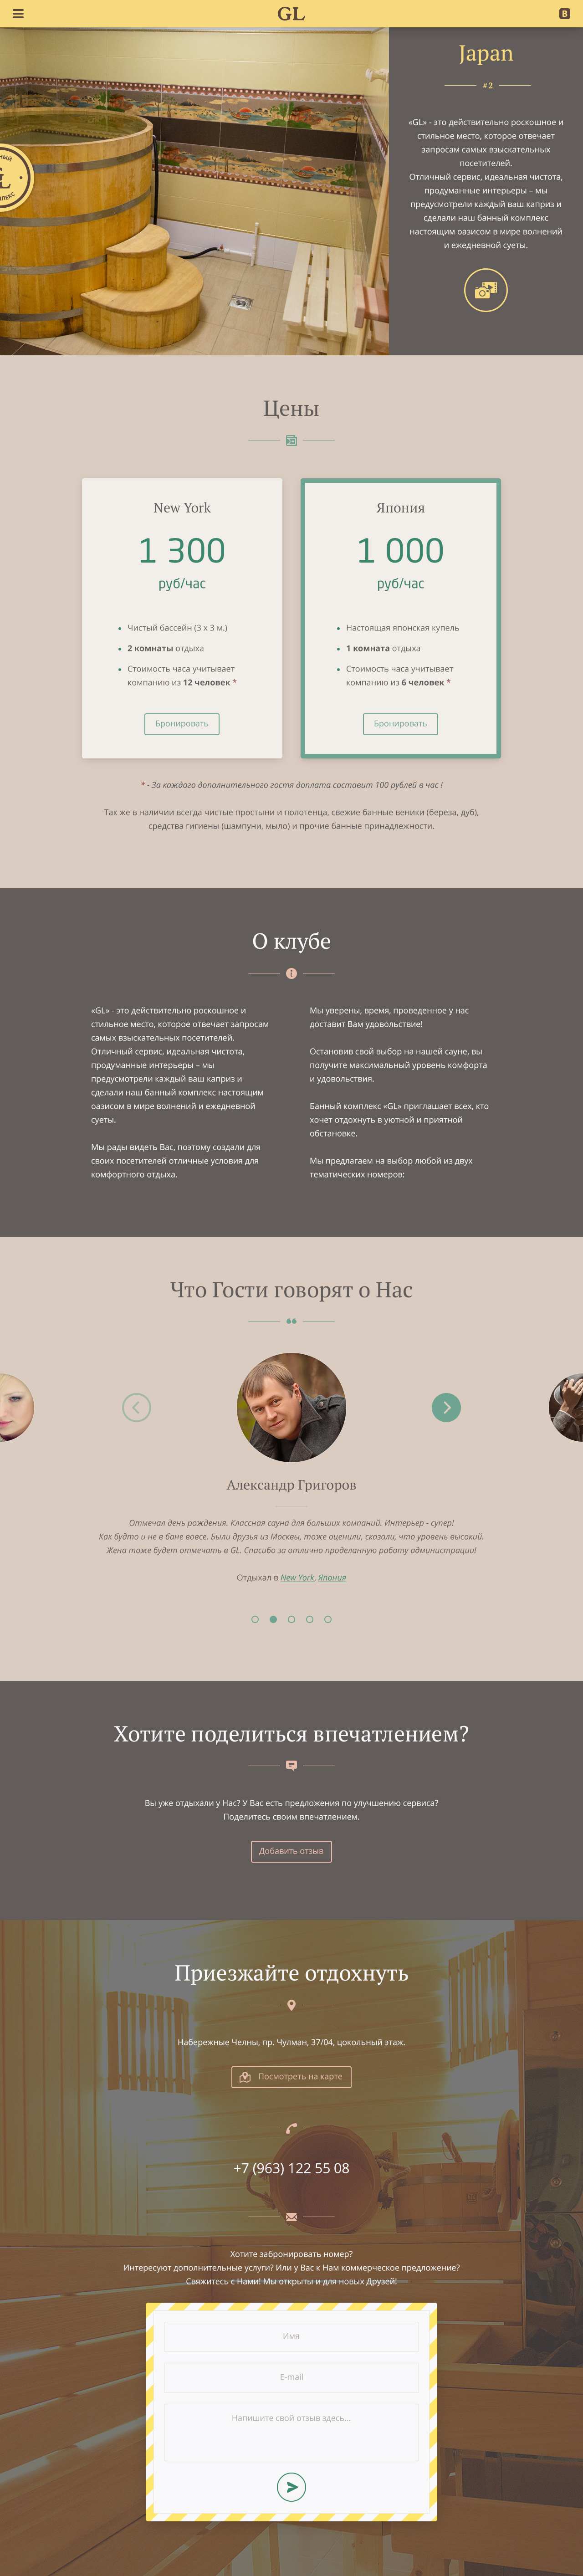 GL
B
Japan
#2
«GL» - это действительно роскошное и
стильное место, которое отвечает
запросам самых взыскательных
посетителей.
Отличный сервис, идеальная чистота,
продуманные интерьеры – мы
предусмотрели каждый ваш каприз и
сделали наш банный комплекс
настоящим оазисом в мире волнений
и ежедневной суеты.
Цены
New York
1 300
руб/час
Чистый бассейн (3 х 3 м.)
2 комнаты отдыха
Стоимость часа учитывает
компанию из 12 человек *
Бронировать
Япония
1 000
руб/час
Настоящая японская купель
1 комната отдыха
Стоимость часа учитывает
компанию из 6 человек *
Бронировать
* - За каждого дополнительного гостя доплата составит 100 рублей в час !
Так же в наличии всегда чистые простыни и полотенца, свежие банные веники (береза, дуб),
средства гигиены (шампуни, мыло) и прочие банные принадлежности.
О клубе
«GL» - это действительно роскошное и
стильное место, которое отвечает запросам
самых взыскательных посетителей.
Отличный сервис, идеальная чистота,
продуманные интерьеры – мы
предусмотрели каждый ваш каприз и
сделали наш банный комплекс настоящим
оазисом в мире волнений и ежедневной
суеты.
Мы рады видеть Вас, поэтому создали для
своих посетителей отличные условия для
комфортного отдыха.
Мы уверены, время, проведенное у нас
доставит Вам удовольствие!
Остановив свой выбор на нашей сауне, вы
получите максимальный уровень комфорта
и удовольствия.
Банный комплекс «GL» приглашает всех, кто
хочет отдохнуть в уютной и приятной
обстановке.
Мы предлагаем на выбор любой из двух
тематических номеров:
Что Гости говорят о Нас
Александр Григоров
Отмечал день рождения. Классная сауна для больших компаний. Интерьер - супер!
Как будто и не в бане вовсе. Были друзья из Москвы, тоже оценили, сказали, что уровень высокий.
Жена тоже будет отмечать в GL. Спасибо за отлично проделанную работу администрации!
Отдыхал в New York, Япония
Хотите поделиться впечатлением?
Вы уже отдыхали у Нас? У Вас есть предложения по улучшению сервиса?
Поделитесь своим впечатлением.
Добавить отзыв
Приезжайте отдохнуть
Набережные Челны, пр. Чулман, 37/04, цокольный этаж.
Посмотреть на карте
+7 (963) 122 55 08
Хотите забронировать номер?
Интересуют дополнительные услуги? Или у Вас к Нам коммерческое предложение?
Свяжитесь с Нами! Мы открыты и для новых Друзей!
Имя
E-mail
Напишите свой отзыв здесь...